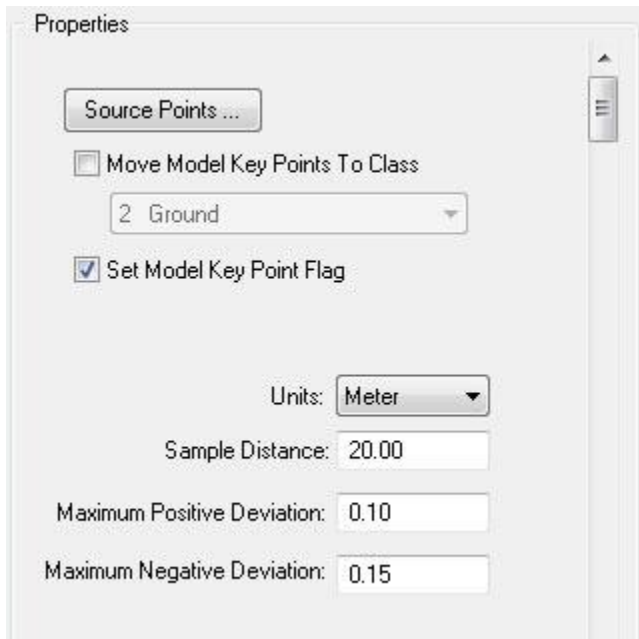 Properties
Source Points ...
Move Model Key Points To Class
2 Ground
Set Model Key Point Flag
Units: Meter
Sample Distance: 20.00
Maximum Positive Deviation: 0.10
Maximum Negative Deviation: 0.15